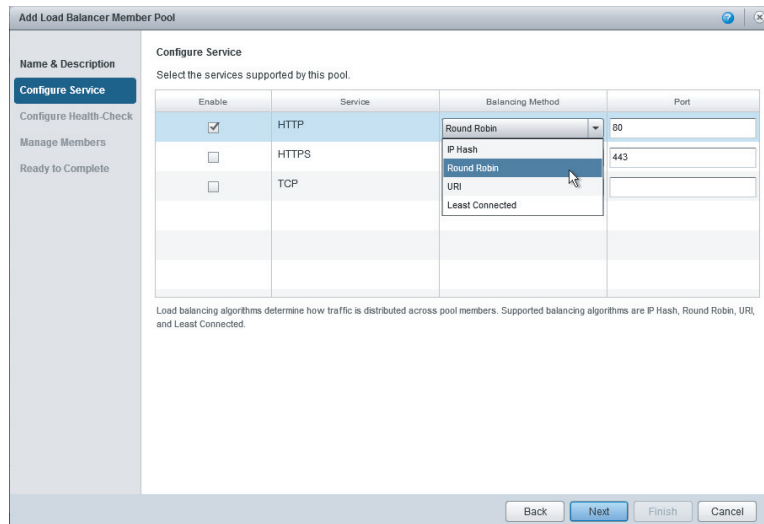 Add Load Balancer Member Pool
Name & Description
Configure Service
Configure Health-Check
Manage Members
Ready to Complete
Configure Service
Select the services supported by this pool.
Enable Service Balancing Method Port
HTTP Round Robin 80
IP Hash
HTTPS 443
Round Robin
TCP URI
Least Connected
Load balancing algorithms determine how traffic is distributed across pool members. Supported balancing algorithms are IP Hash, Round Robin, URI,
and Least Connected.
Back Next Finish Cancel